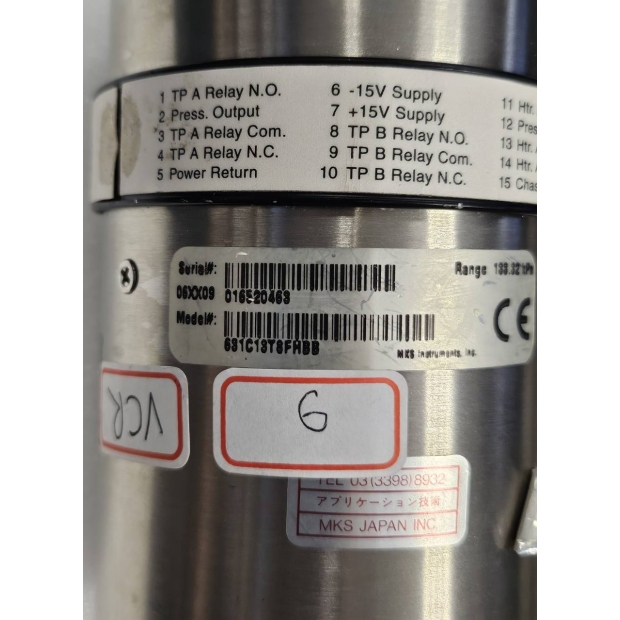 1 TP A Relay N.O.
2 Press. Output
3 TP A Relay Com.
4 TP A Relay N.C.
5 Power Return
6 -15V Supply
7 +15V Supply
8 TP B Relay N.O.
9 TP B Relay Com.
10 TP B Relay N.C.
11 Htr.
12 Pres
13 Htr.
14 Htr.
15 Chas
Serial#:
06XX09 016520463
Range
Model#:
631C13T8FHBB
CE
MKS Instruments, Inc.
VCR
6
TEL 03(3398)8932
アプリケーション技術
MKS JAPAN INC